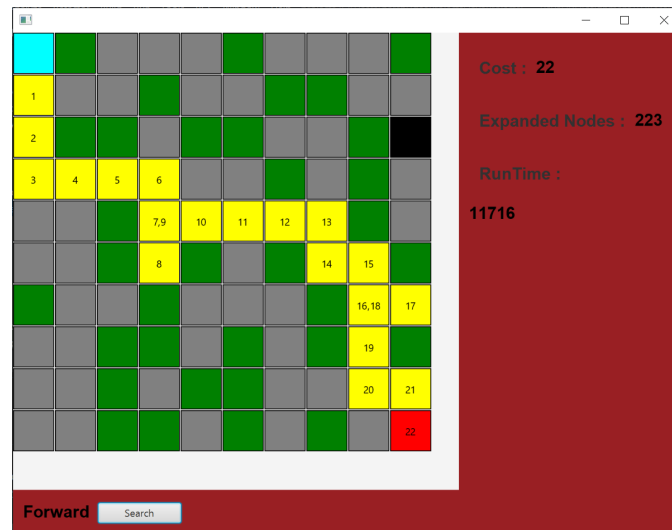 Cost : 22
1
2
Expanded Nodes : 223
3 4 5 6
RunTime :
7,9 10 11 12 13
11716
8 14 15
16,18 17
19
20 21
22
Forward Search